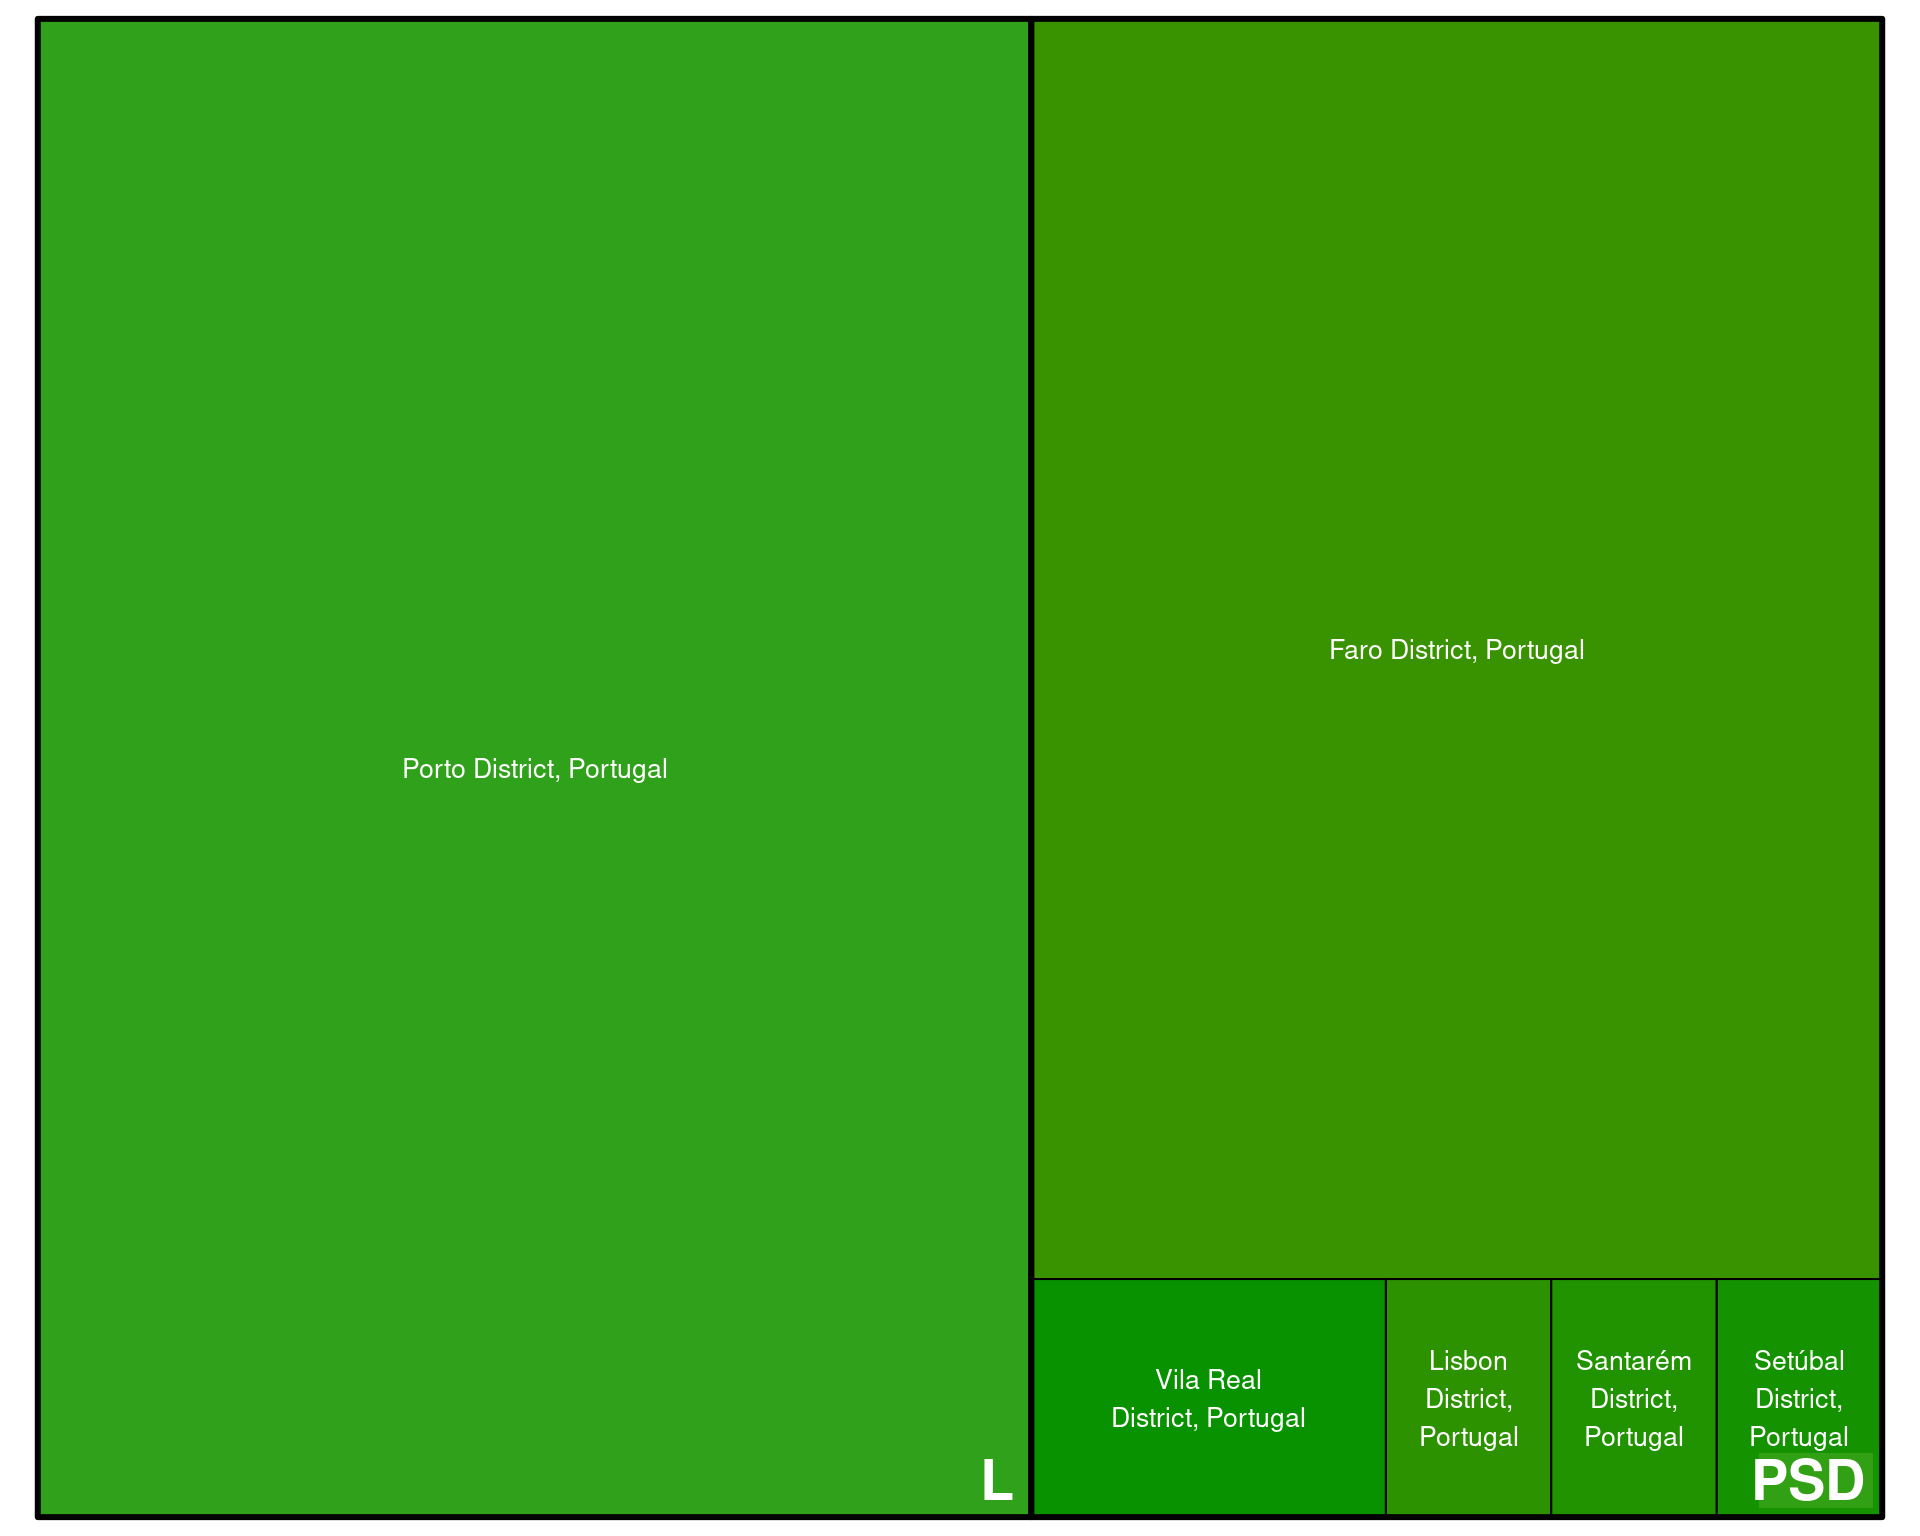 Porto District, Portugal
L
Faro District, Portugal
Vila Real
District, Portugal
Lisbon
District,
Portugal
Santarém
District,
Portugal
Setúbal
District,
Portugal
PSD